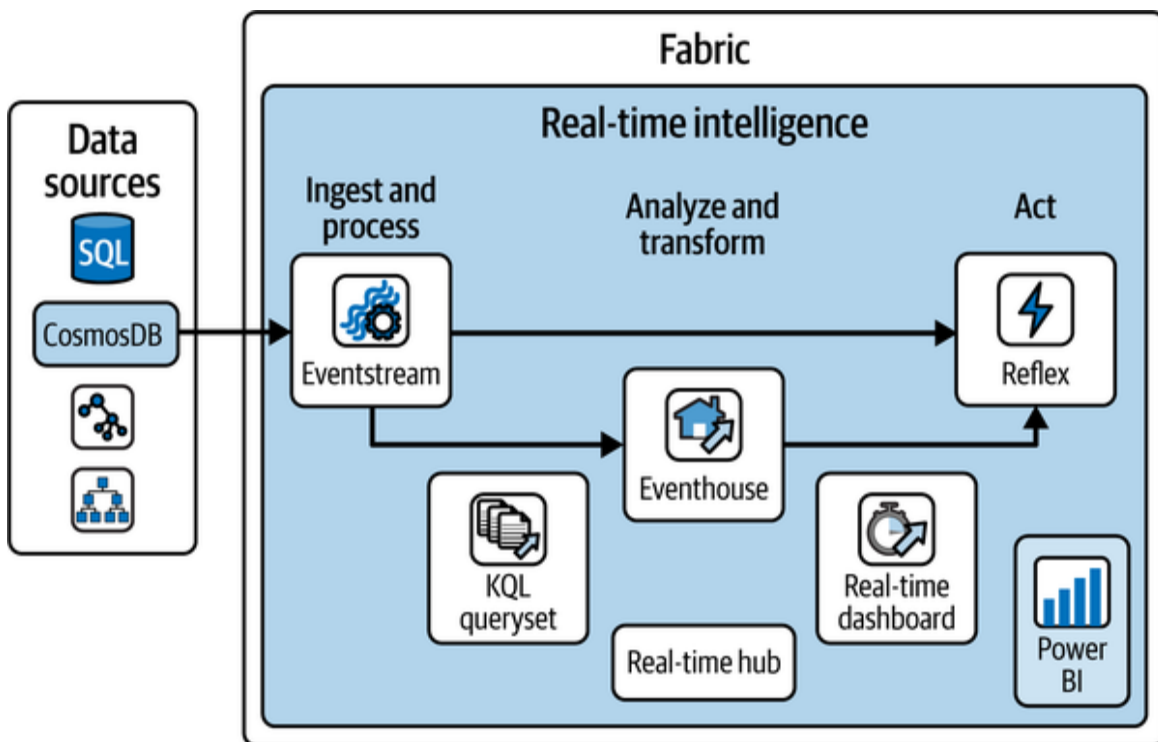 Fabric
Real-time intelligence
Data
sources
SQL
CosmosDB
Ingest and
process
Eventstream
Analyze and
transform
Eventhouse
KQL
queryset
Real-time
dashboard
Real-time hub
Act
Reflex
Power
BI